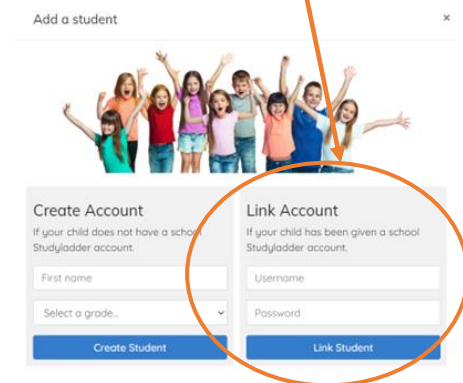 Add a student
×
Create Account
If your child does not have a school
Studyladder account.
First name
Select a grade...
Create Student
Link Account
If your child has been given a school
Studyladder account.
Username
Password
Link Student